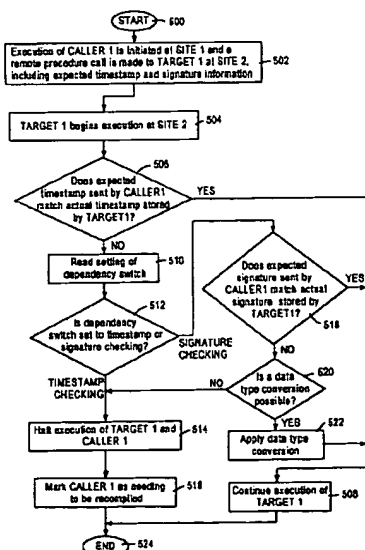 START
500
Execution of CALLER 1 is initiated at SITE 1 and a
remote procedure call is made to TARGET 1 at SITE 2,
including expected timestamp and signature information
502
TARGET 1 begins execution at SITE 2
504
506
Does expected
timestamp sent by CALLER1
match actual timestamp stored
by TARGET1?
YES
NO
Read setting of
dependency switch
510
512
Is dependency
switch set to timestamp or
signature checking?
SIGNATURE
CHECKING
TIMESTAMP
CHECKING
Does expected
signature sent by
CALLER1 match actual
signature stored by
TARGET1?
YES
518
NO
520
Is a data
type conversion
possible?
NO
YES
522
Apply data type
conversion
Halt execution of
TARGET 1 and
CALLER 1
514
Mark CALLER 1 as needing
to be recompiled
516
Continue execution of
TARGET 1
508
END
524